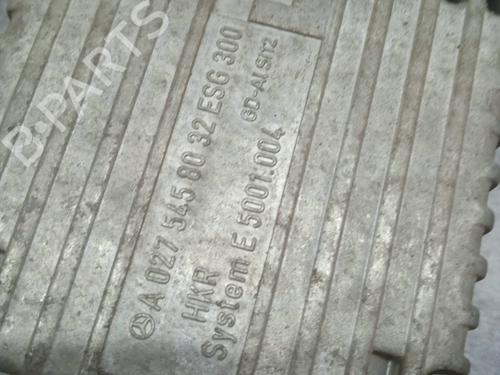 B-PARTS
A 027 545 80 32 ESG 300
HKR GD-AlSi12
System E 5001.004